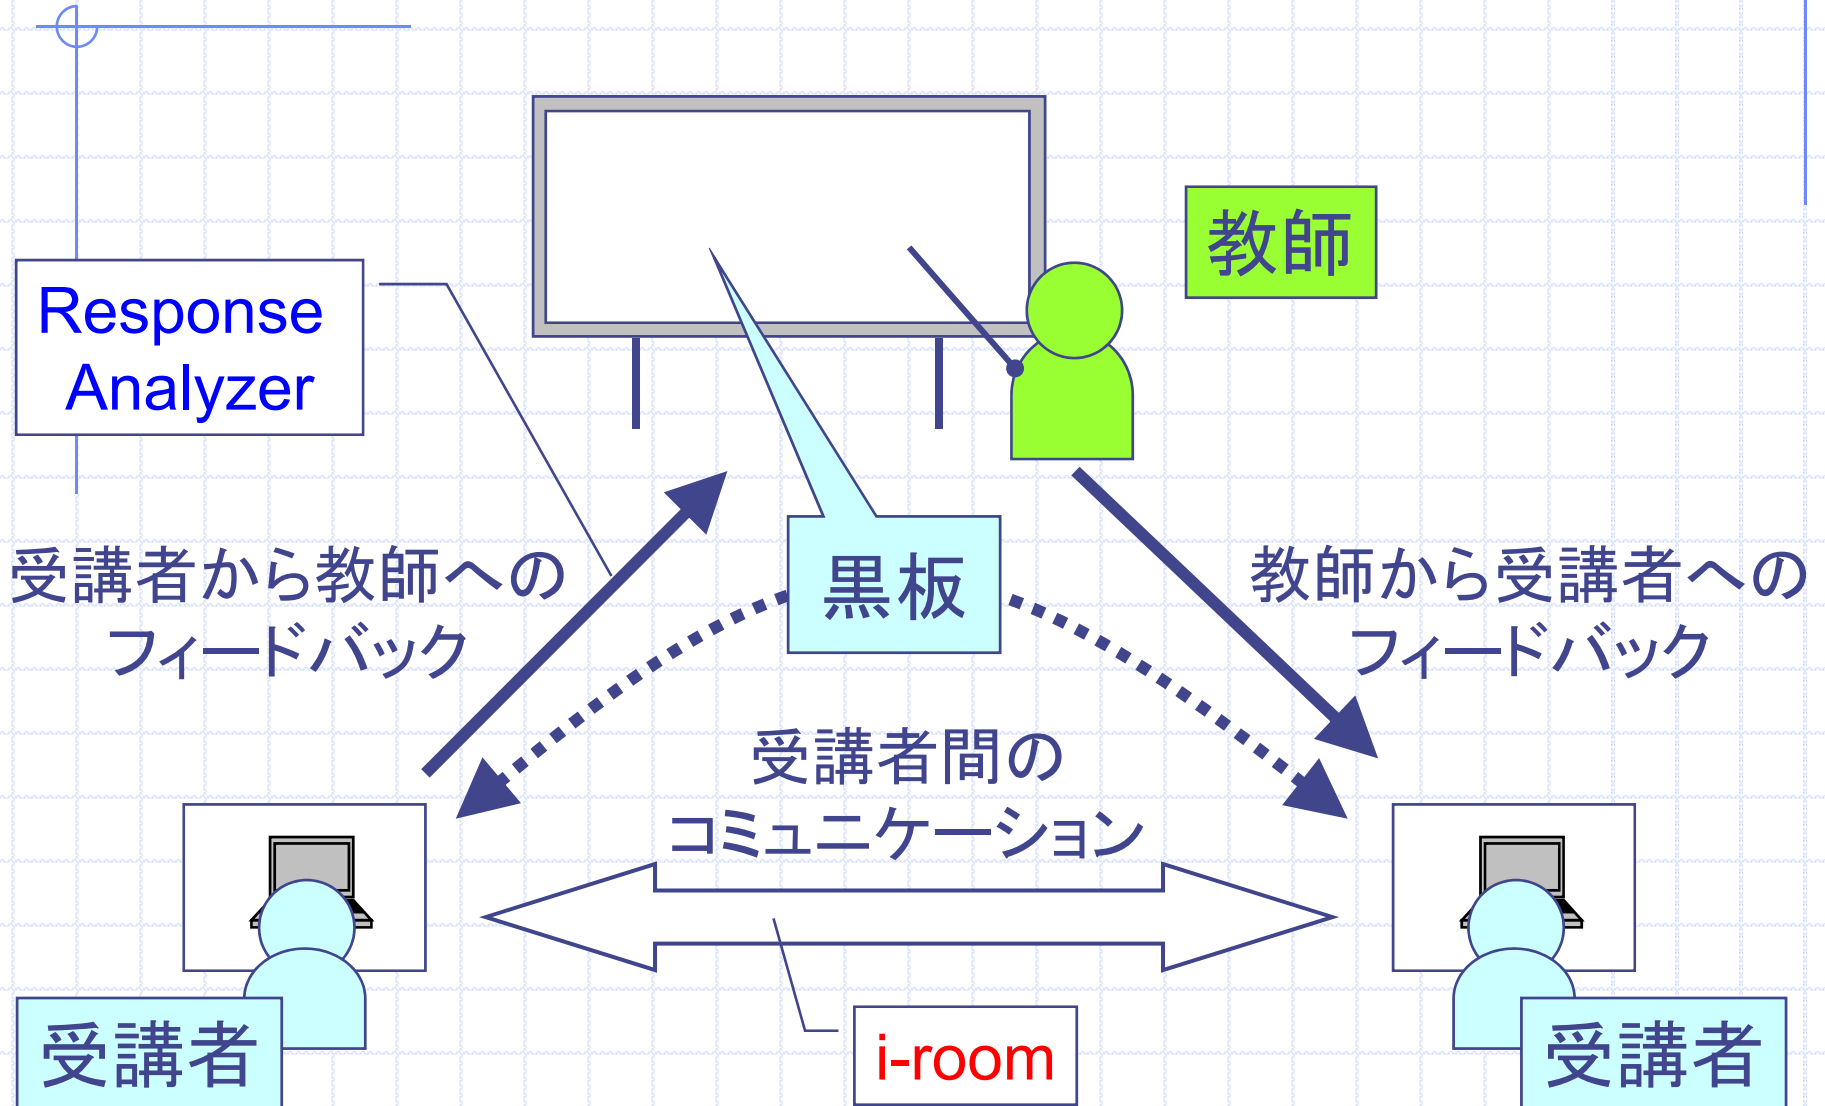 教師
Response
Analyzer
受講者から教師への
フィードバック
黒板
教師から受講者への
フィードバック
受講者間の
コミュニケーション
受講者
i-room
受講者